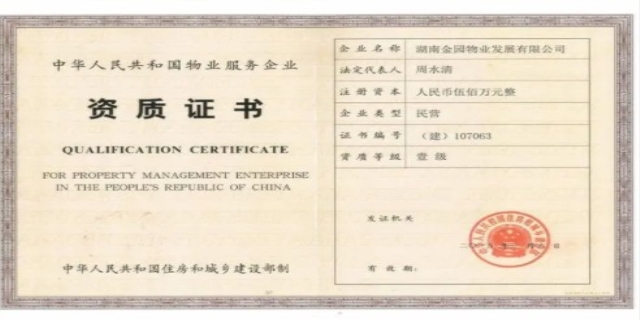 中华人民共和国物业服务企业
资质证书
QUALIFICATION CERTIFICATE
FOR PROPERTY MANAGEMENT ENTERPRISE
IN THE PEOPLE'S REPUBLIC OF CHINA
中华人民共和国住房和城乡建设部制
企业名称 湖南金园物业发展有限公司
法定代表人 周水清
注册资本 人民币伍佰万元整
企业类型 民营
证书编号 (建)107063
资质等级 壹级
发证机关
有效期: